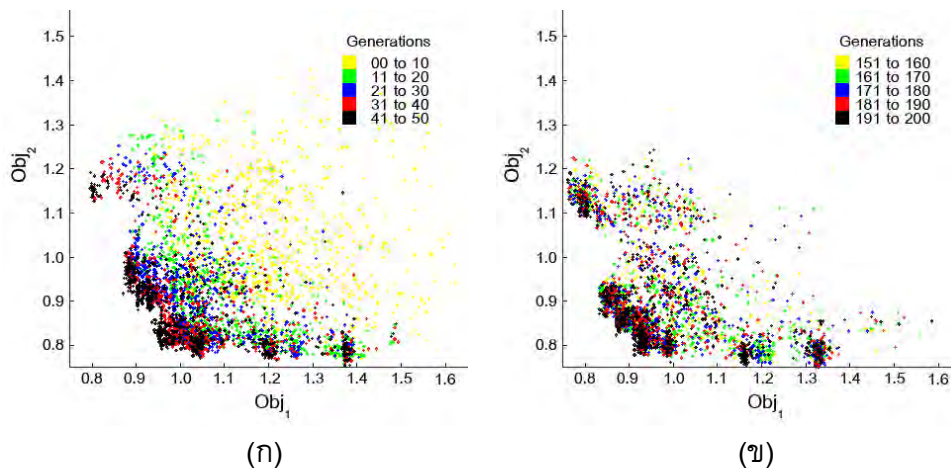 1.5
1.4
1.3
1.2
1.1
1.0
0.9
0.8
Obj2
Generations
00 to 10
11 to 20
21 to 30
31 to 40
41 to 50
0.8 0.9 1.0 1.1 1.2 1.3 1.4 1.5 1.6
Obj1
(ก)
1.5
1.4
1.3
1.2
1.1
1.0
0.9
0.8
Obj2
Generations
151 to 160
161 to 170
171 to 180
181 to 190
191 to 200
0.8 0.9 1.0 1.1 1.2 1.3 1.4 1.5 1.6
Obj1
(ข)